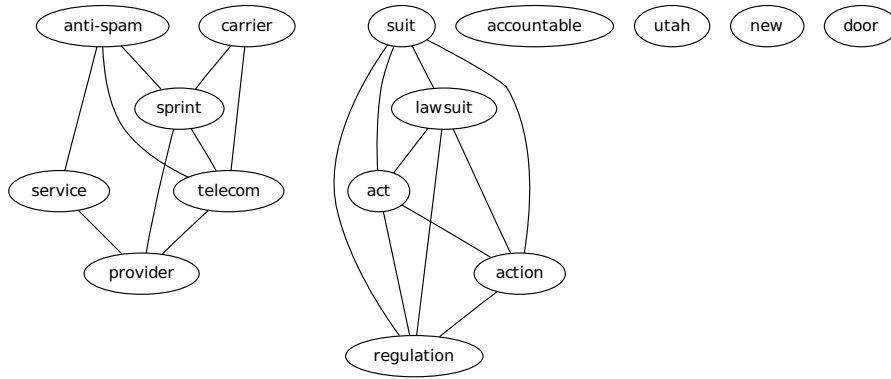 anti-spam carrier suit accountable utah new door
sprint lawsuit
service telecom act
provider action
regulation